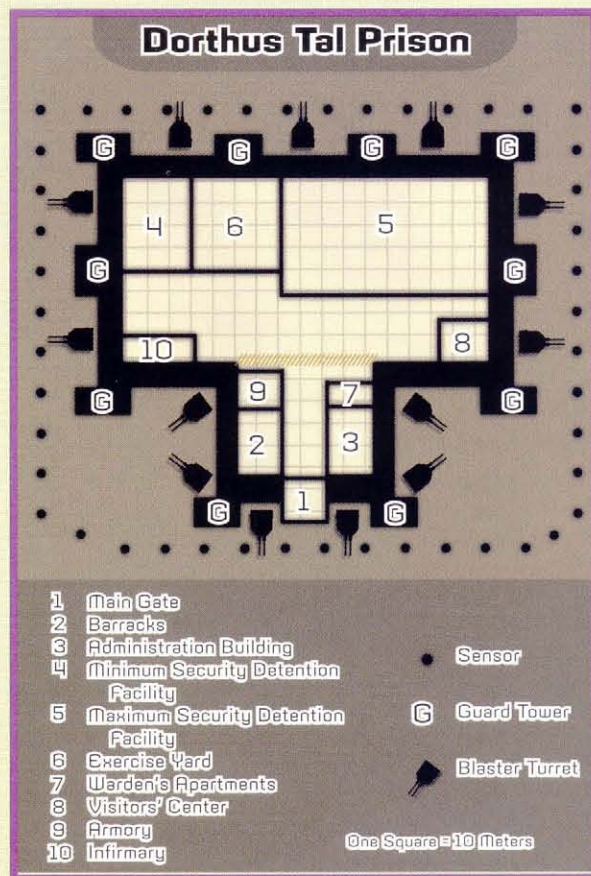 Dorthus Tal Prison
G G G G
4 6 5
G G
10 8
9 7
G G
2 3
G 1 G
1 Main Gate
2 Barracks
3 Administration Building
4 Minimum Security Detention
Facility
5 Maximum Security Detention
Facility
6 Exercise Yard
7 Warden's Apartments
8 Visitors' Center
9 Armory
10 Infirmary
Sensor
G Guard Tower
Blaster Turret
One Square = 10 Meters